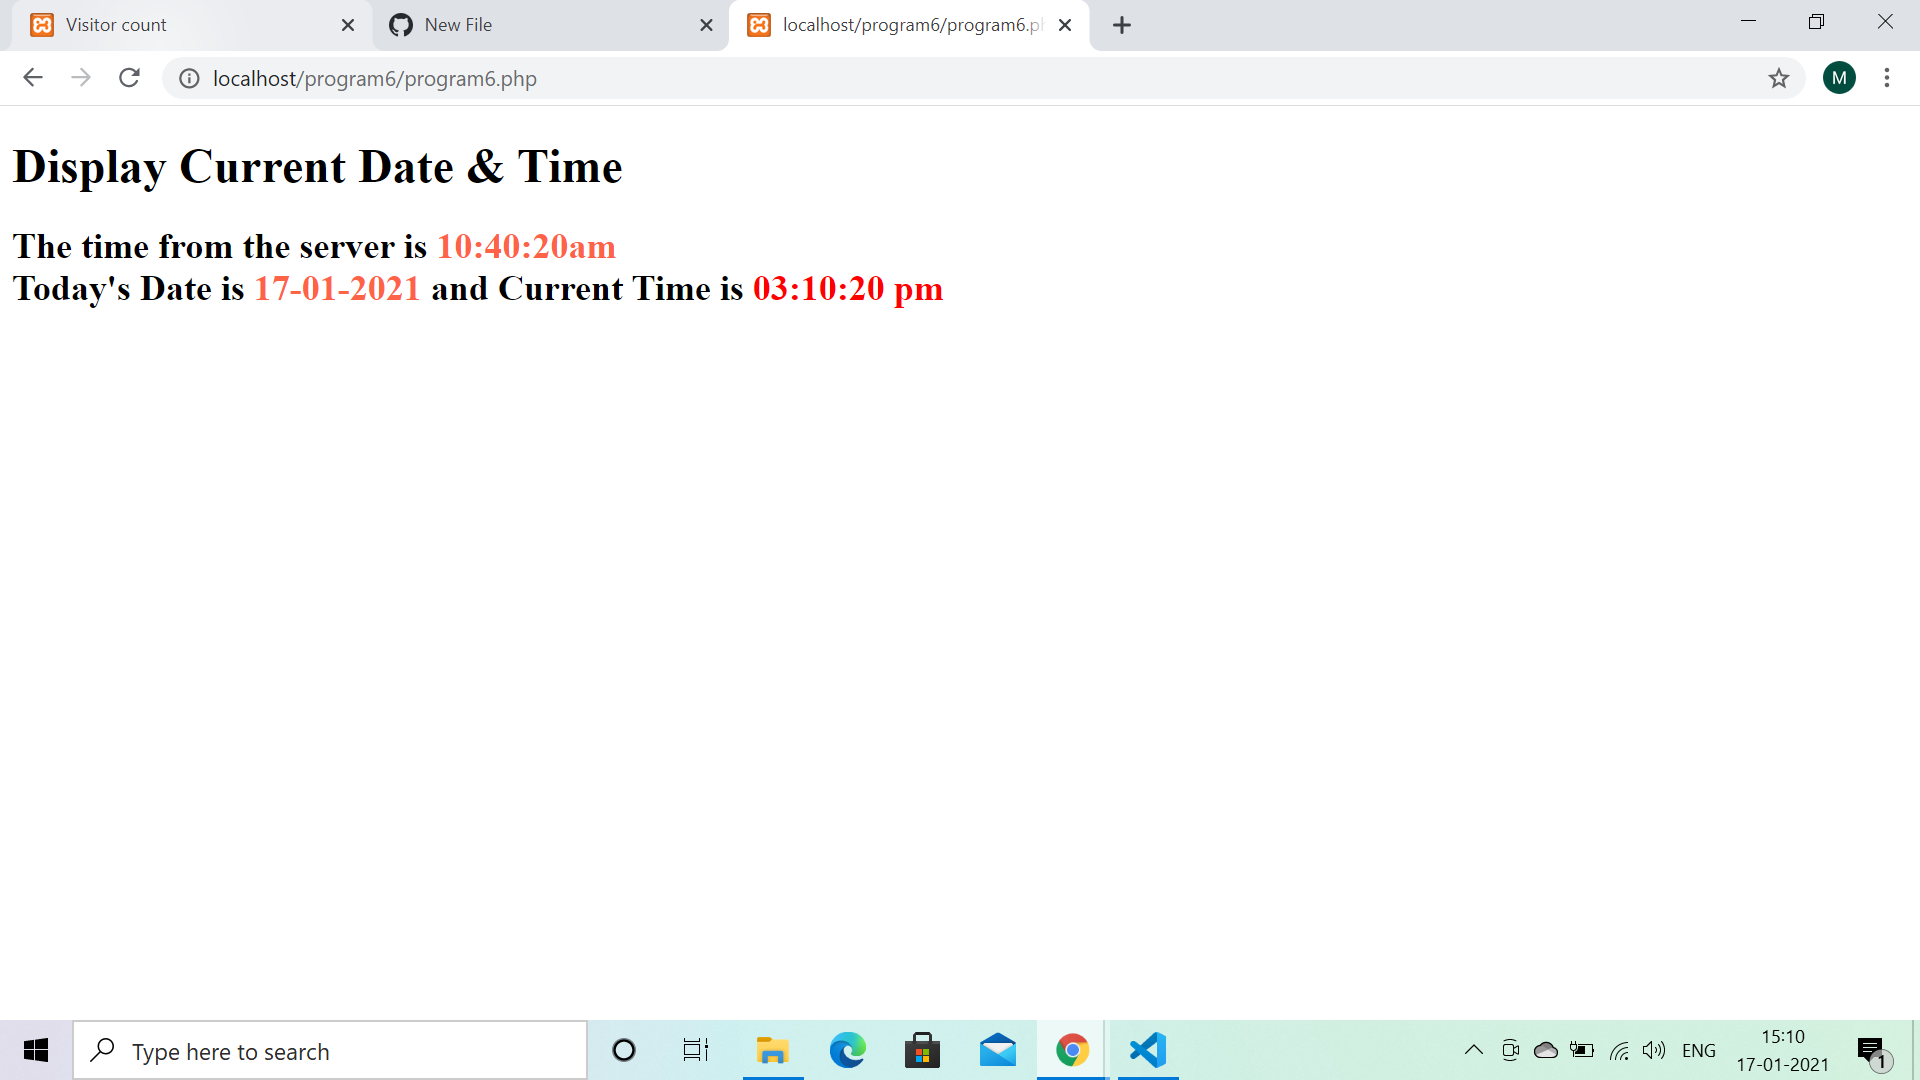 Visitor count
New File
localhost/program6/program6.ph
localhost/program6/program6.php
M
Display Current Date & Time
The time from the server is 10:40:20am
Today's Date is 17-01-2021 and Current Time is 03:10:20 pm
Type here to search
ENG
15:10
17-01-2021
1